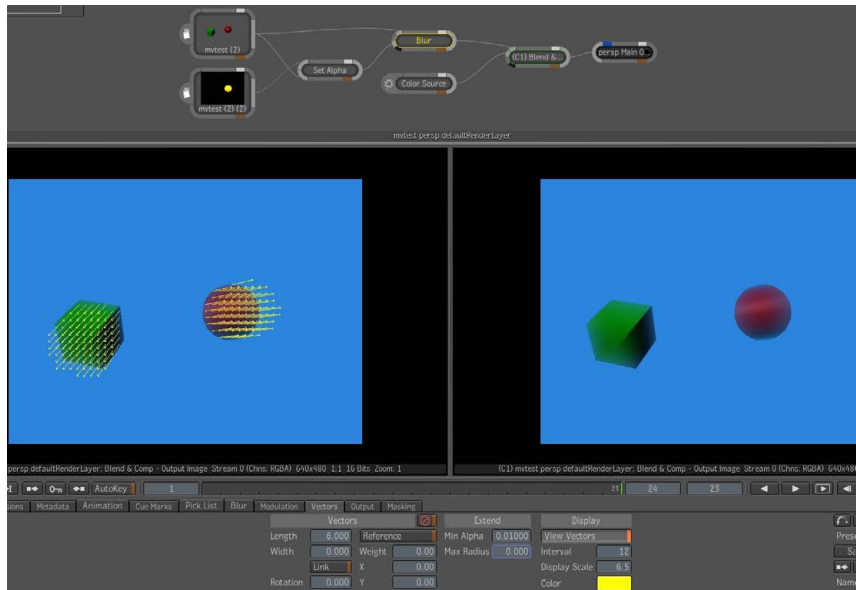 mvtest (2)
Blur
Set Alpha
(C1) Blend &...
persp Main O...
Color Source
mvtest (2) (2)
mvtest persp defaultRenderLayer
persp defaultRenderLayer: Blend & Comp - Output Image Stream 0 (Chns: RGBA) 640x480 1:1 16 Bits Zoom: 1
(C1) mvtest persp defaultRenderLayer: Blend & Comp - Output Image Stream 0 (Chns: RGBA) 640x480
AutoKey 1 23 24 23
Metadata Animation Cue Marks Pick List Blur Modulation Vectors Output Masking
Vectors Extend Display
Length 6.000 Reference Min Alpha 0.01000 View Vectors
Width 0.000 Weight 0.00 Max Radius 0.000 Interval 12
Link X 0.00 Display Scale 6.5
Rotation 0.000 Y 0.00 Color